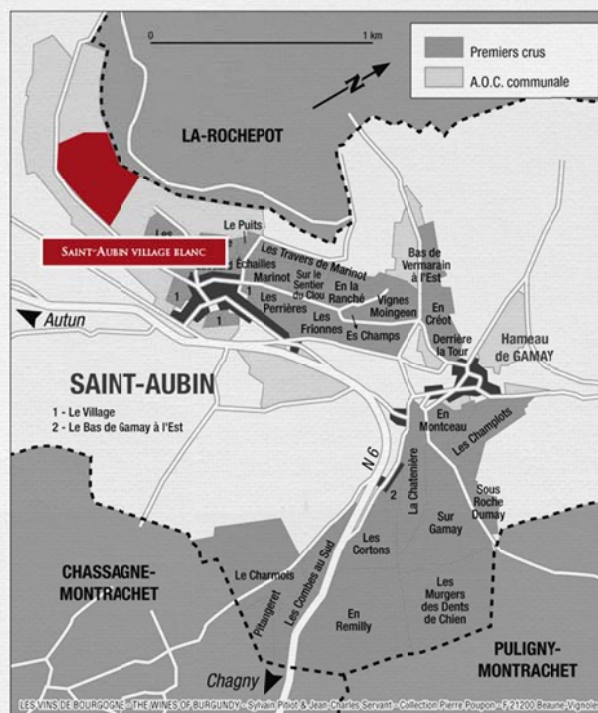 0
1 km
Premiers crus
A.O.C. communale
N
LA-ROCHEPOT
Le Puits
Les
SAINT-AUBIN VILLAGE BLANC
Échailles
Les Travers de Marinot
Marinot
Sur le
Sentier
du Clou
En la
Ranché
Bas de
Vermarain
à l'Est
Vignes
Moingeon
En
Créot
Les
Perrières
Les
Frionnes
Es Champs
Derrière
la Tour
Hameau
de GAMAY
1
1
1
Autun
SAINT-AUBIN
1 - Le Village
2 - Le Bas de Gamay à l'Est
En
Montceau
Les Champlots
N 6
2
La Chatenière
Sous
Roche
Dumay
Sur
Gamay
Les
Cortons
CHASSAGNE-
MONTRACHET
Le Charmois
Pitangeret
Les Combes au Sud
En
Remilly
Les
Murgers
des Dents
de Chien
PULIGNY-
MONTRACHET
Chagny
LES VINS DE BOURGOGNE - THE WINES OF BURGUNDY - Sylvain Pitiot & Jean-Charles Servant - Collection Pierre Poupon - F 21200 Beaune-Vignoles